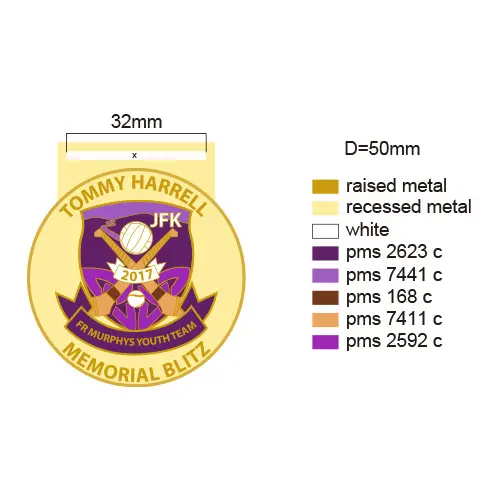 32mm
x
TOMMY HARRELL
JFK
2017
FR MURPHYS YOUTH TEAM
MEMORIAL BLITZ
D=50mm
raised metal
recessed metal
white
pms 2623 c
pms 7441 c
pms 168 c
pms 7411 c
pms 2592 c